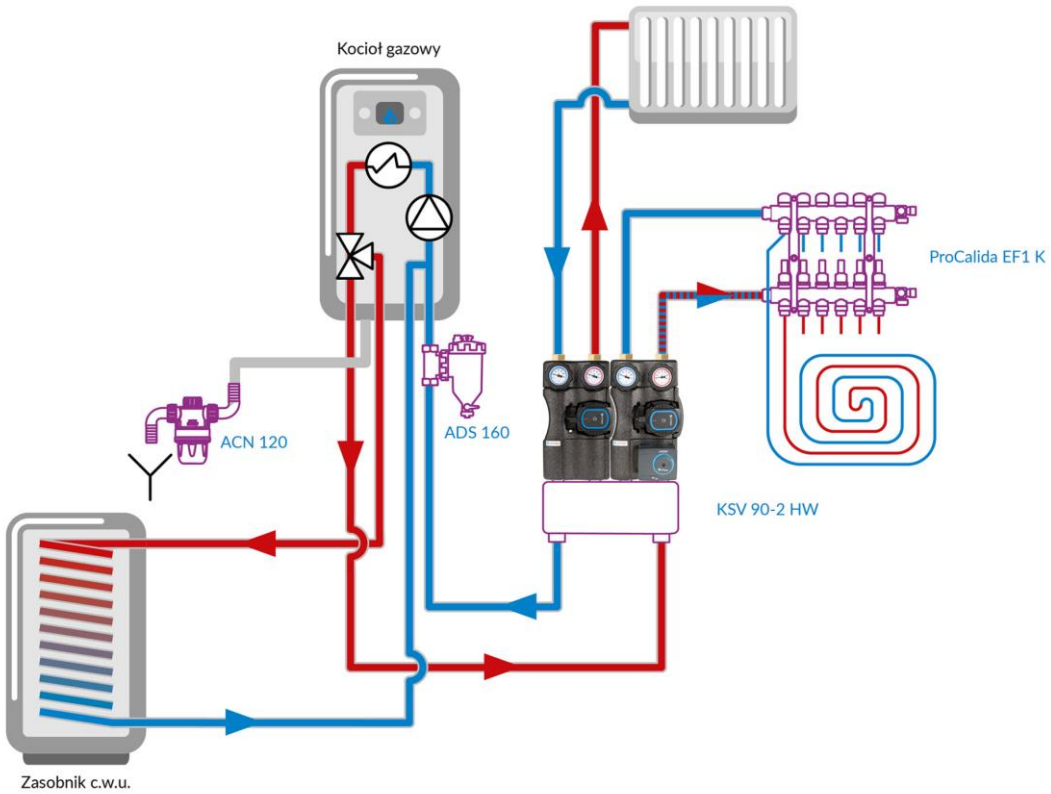 Kocioł gazowy
ProCalida EF1 K
ACN 120
ADS 160
KSV 90-2 HW
Zasobnik c.w.u.